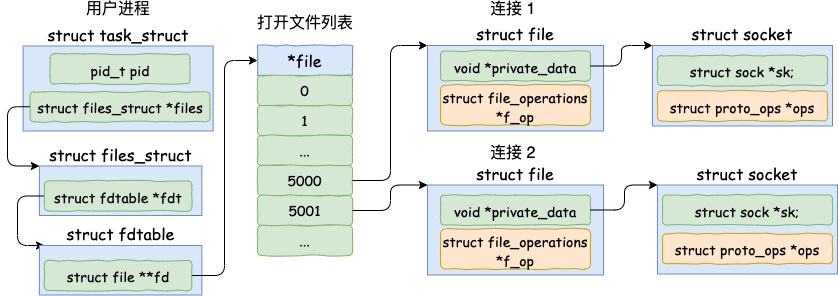 用户进程
struct task_struct
pid_t pid
struct files_struct *files
struct files_struct
struct fdtable *fdt
struct fdtable
struct file **fd
打开文件列表
*file
0
1
...
5000
5001
...
连接 1
struct file
void *private_data
struct file_operations
*f_op
struct socket
struct sock *sk;
struct proto_ops *ops
连接 2
struct file
void *private_data
struct file_operations
*f_op
struct socket
struct sock *sk;
struct proto_ops *ops